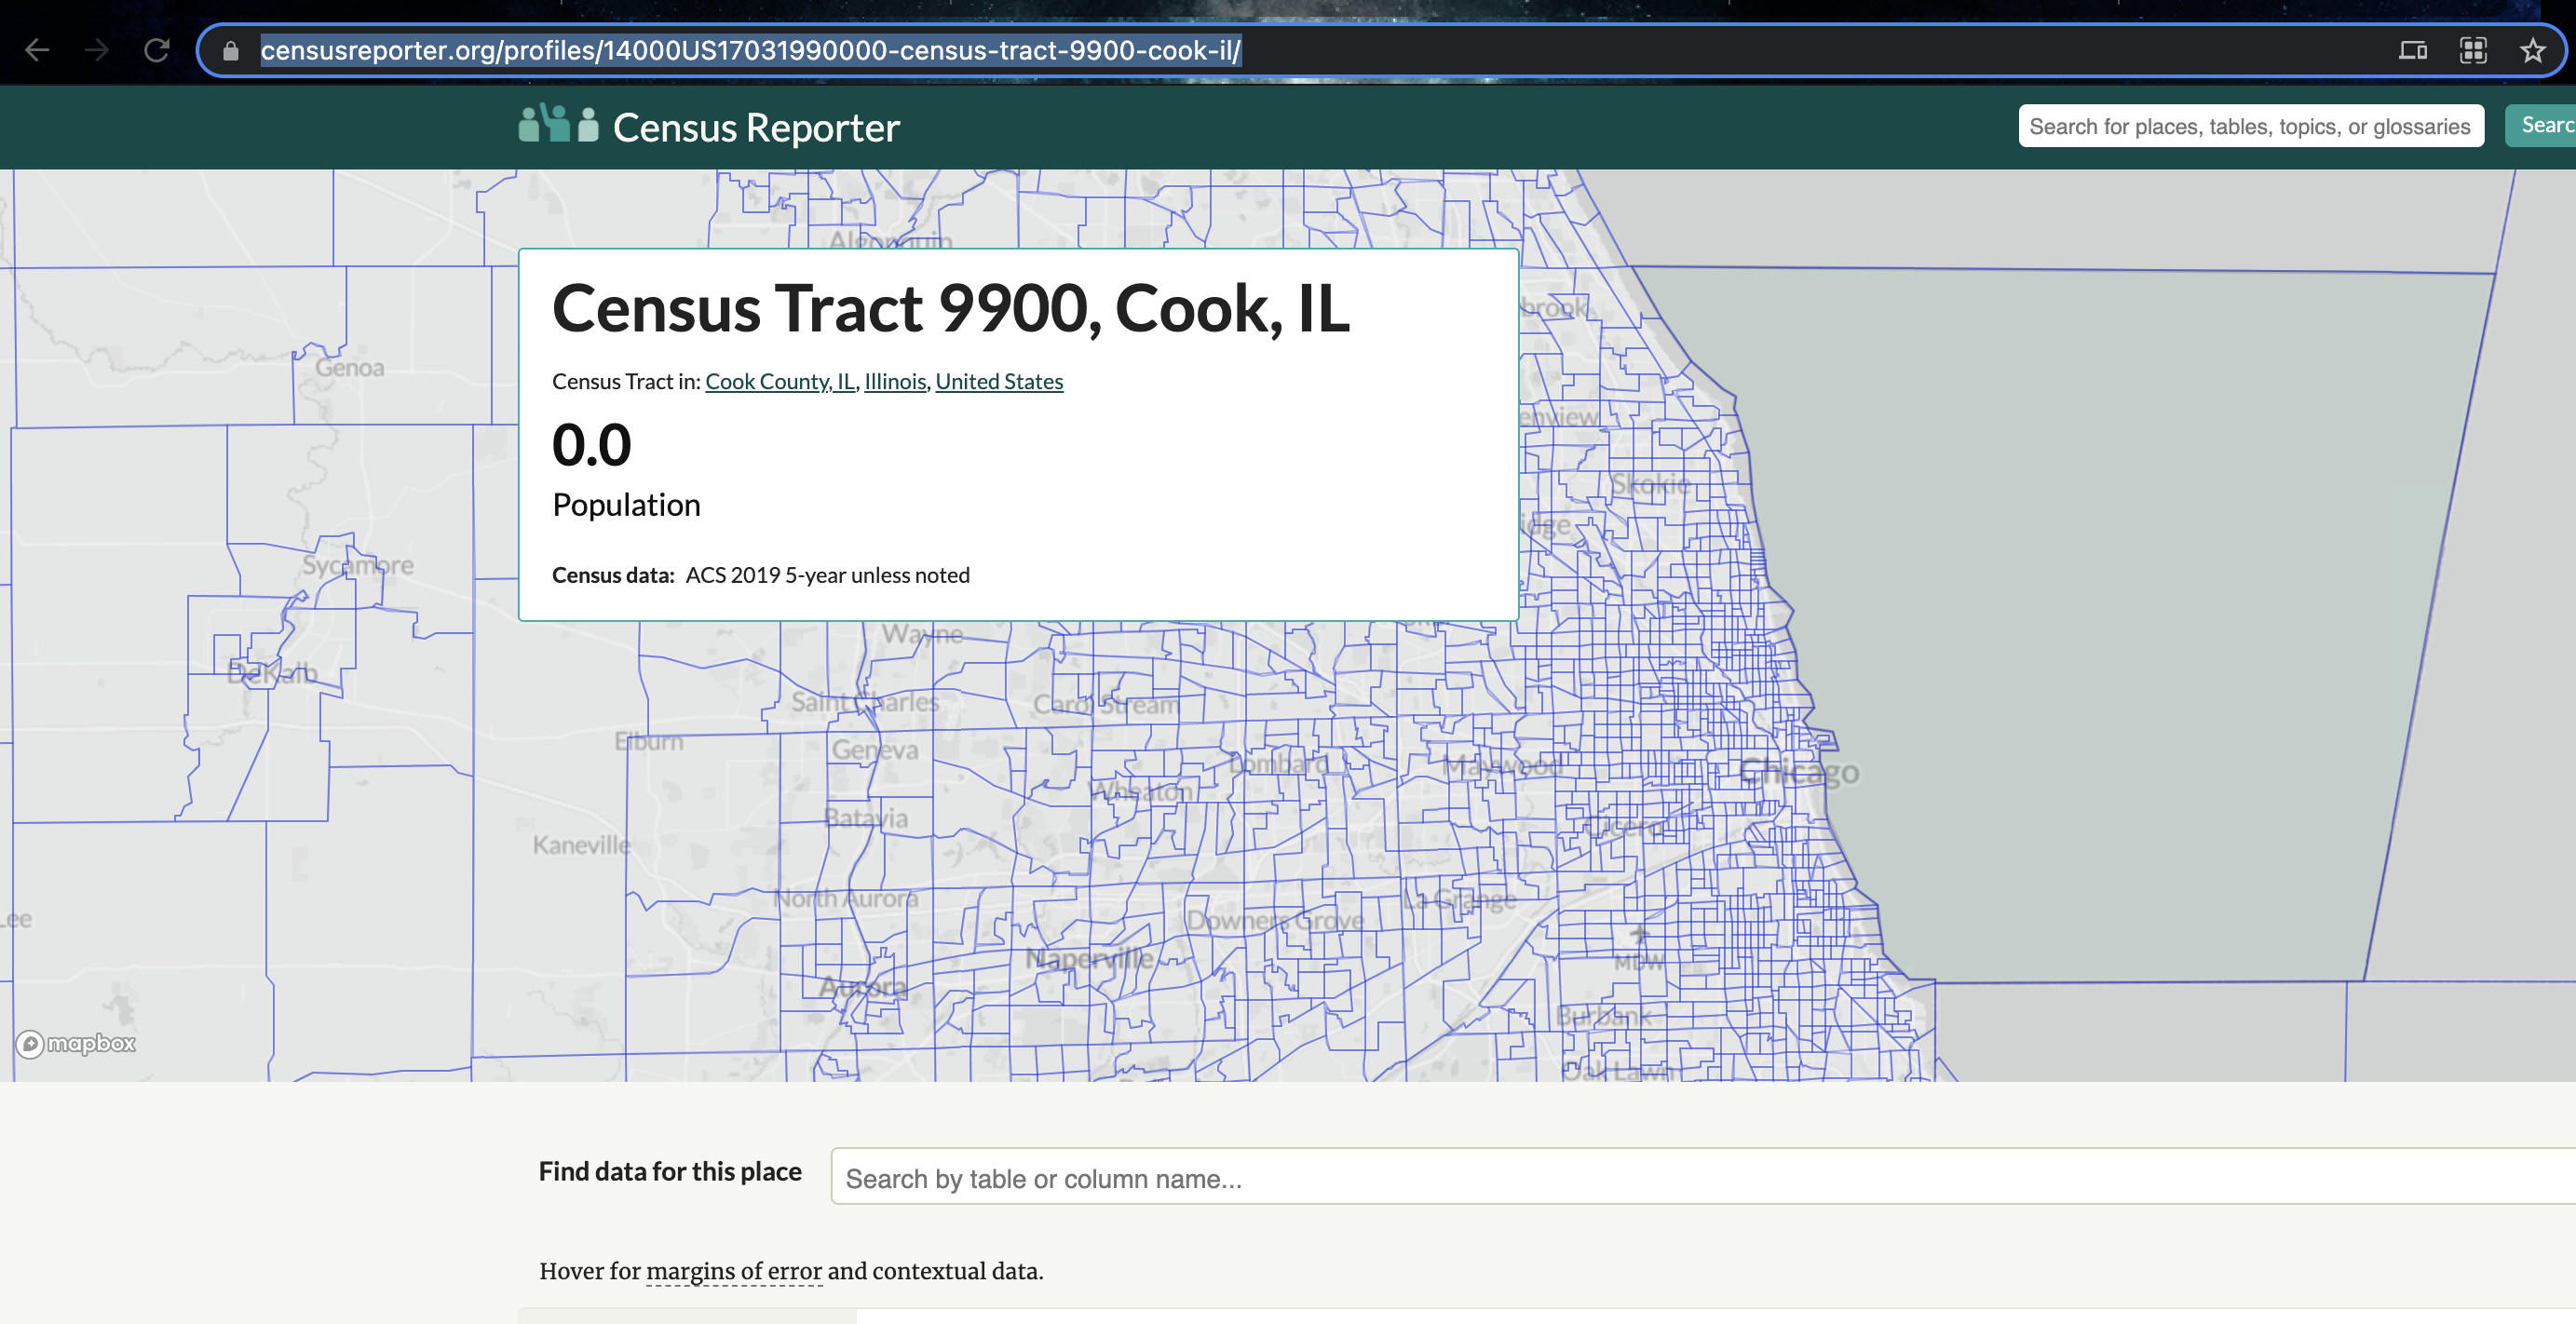 censusreporter.org/profiles/14000US17031990000-census-tract-9900-cook-il/
Census Reporter
Search for places, tables, topics, or glossaries
Searc
Algonquin
Census Tract 9900, Cook, IL
brook
Genoa
Census Tract in: Cook County, IL, Illinois, United States
enview
0.0
Skokie
Population
idge
Sycamore
Census data: ACS 2019 5-year unless noted
Wayne
DeKalb
Saint Charles
Carol Stream
Elburn
Geneva
Lombard
Maywood
Chicago
Wheaton
Batavia
Cicero
Kaneville
North Aurora
La Grange
Lee
Downers Grove
Naperville
MDW
Aurora
Burbank
mapbox
Oak Lawn
Find data for this place
Search by table or column name...
Hover for margins of error and contextual data.